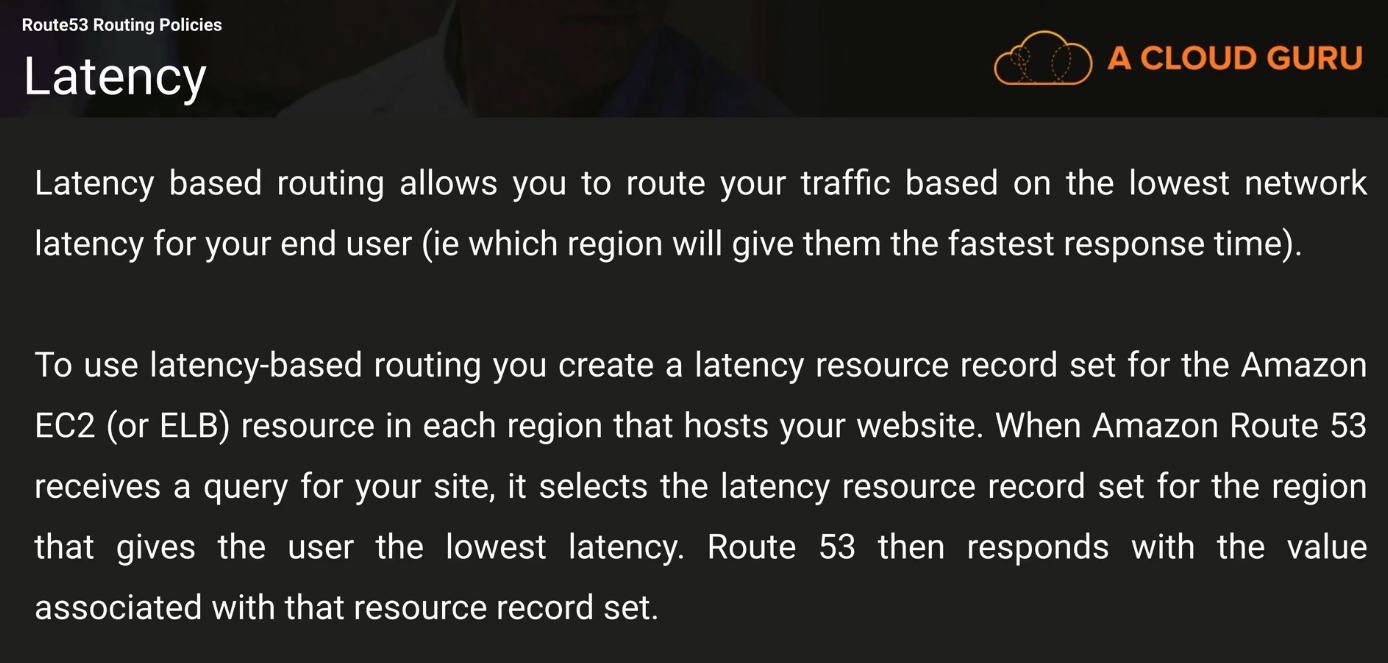 Route53 Routing Policies
Latency
A CLOUD GURU
Latency based routing allows you to route your traffic based on the lowest network
latency for your end user (ie which region will give them the fastest response time).
To use latency-based routing you create a latency resource record set for the Amazon
EC2 (or ELB) resource in each region that hosts your website. When Amazon Route 53
receives a query for your site, it selects the latency resource record set for the region
that gives the user the lowest latency. Route 53 then responds with the value
associated with that resource record set.